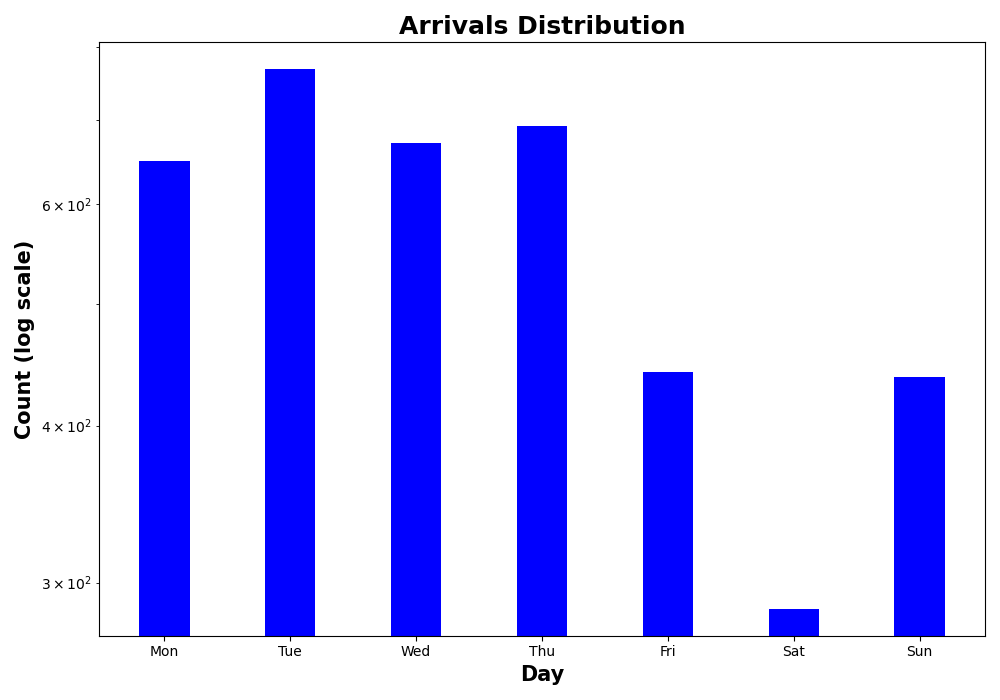 Arrivals Distribution
Count (log scale)
6 × 10²
4 × 10²
3 × 10²
Mon Tue Wed Thu Fri Sat Sun
Day